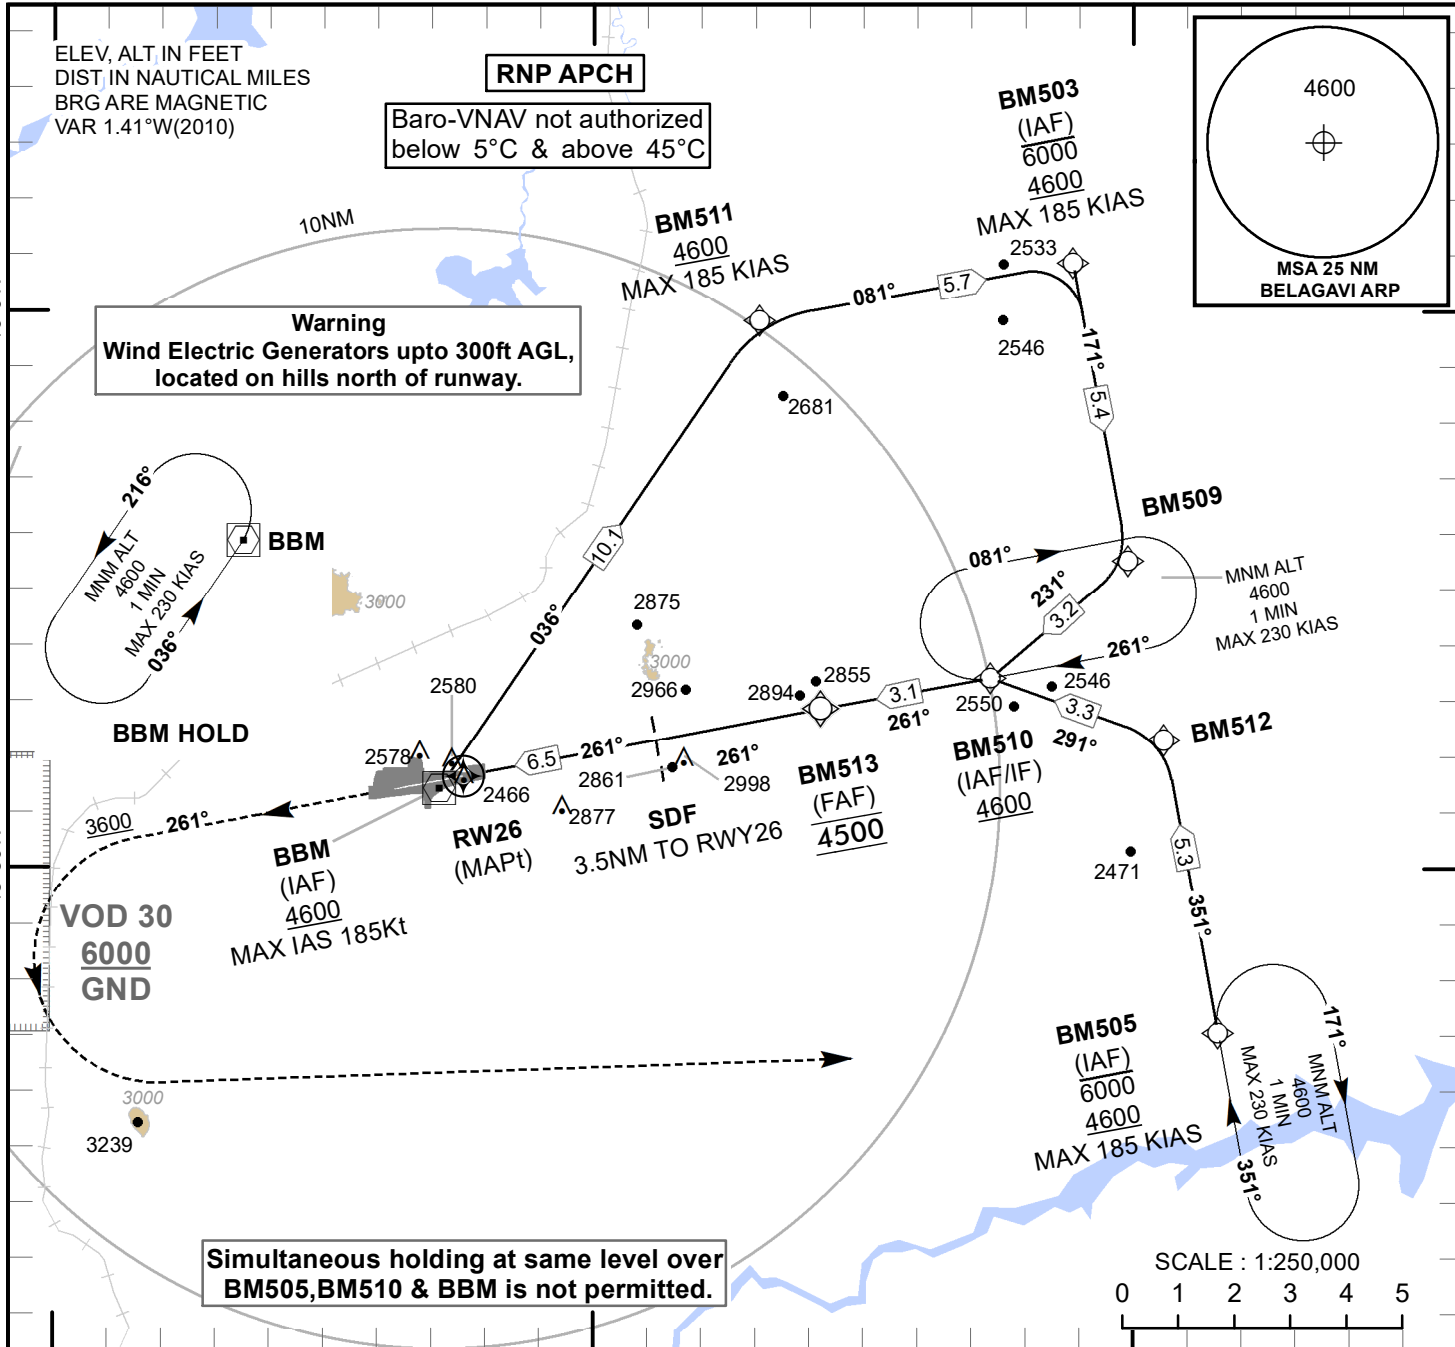 ELEV, ALT IN FEET
DIST IN NAUTICAL MILES
BRG ARE MAGNETIC
VAR 1.41°W(2010)
RNP APCH
Baro-VNAV not authorized
below 5°C & above 45°C
BM503
(IAF)
6000
4600
MAX 185 KIAS
4600
MSA 25 NM
BELAGAVI ARP
10NM
BM511
4600
MAX 185 KIAS
2533
081°
5.7
2546
171°
5.4
Warning
Wind Electric Generators upto 300ft AGL,
located on hills north of runway.
2681
216°
MNM ALT
4600
1 MIN
MAX 230 KIAS
036°
BBM
BBM HOLD
3000
10.1
036°
BM509
081°
231°
3.2
MNM ALT
4600
1 MIN
MAX 230 KIAS
261°
2875
3000
2966
2894
2855
3.1
261°
2550
2546
3.3
291°
BM512
2580
2578
2466
6.5
261°
261°
2861
2998
2877
RW26
(MAPt)
SDF
3.5NM TO RWY26
BM513
(FAF)
4500
BM510
(IAF/IF)
4600
3600
261°
BBM
(IAF)
4600
MAX IAS 185Kt
2471
5.3
351°
VOD 30
6000
GND
3000
3239
BM505
(IAF)
6000
4600
MAX 185 KIAS
171°
MNM ALT
4600
1 MIN
MAX 230 KIAS
351°
Simultaneous holding at same level over
BM505,BM510 & BBM is not permitted.
SCALE : 1:250,000
0 1 2 3 4 5